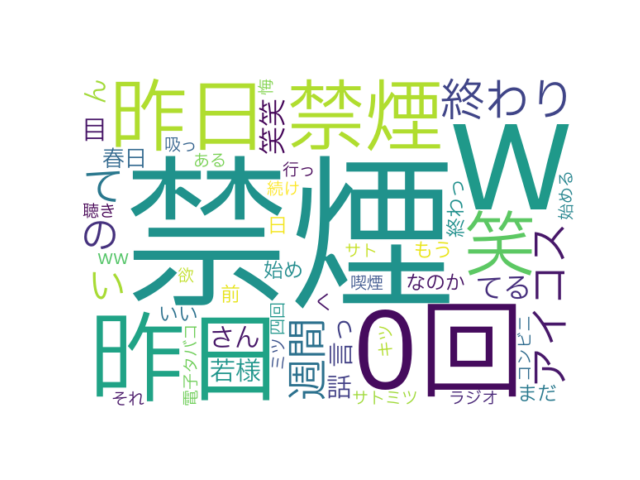 ん
昨日
悔
笑笑
禁煙
終わり
目
吸っ
w
春日
ある
行っ
禁煙
て
続け
終わっ
始める
聴き
の
日
笑
サト
もう
コス
ww
欲
始め
喫煙
なのか
てる
い
前
く
昨日
0回
アイ
いい
さん
四回
週間
言っ
キツ
コンビニ
若様
ミツ
話
電子タバコ
まだ
それ
サトミツ
ラジオ